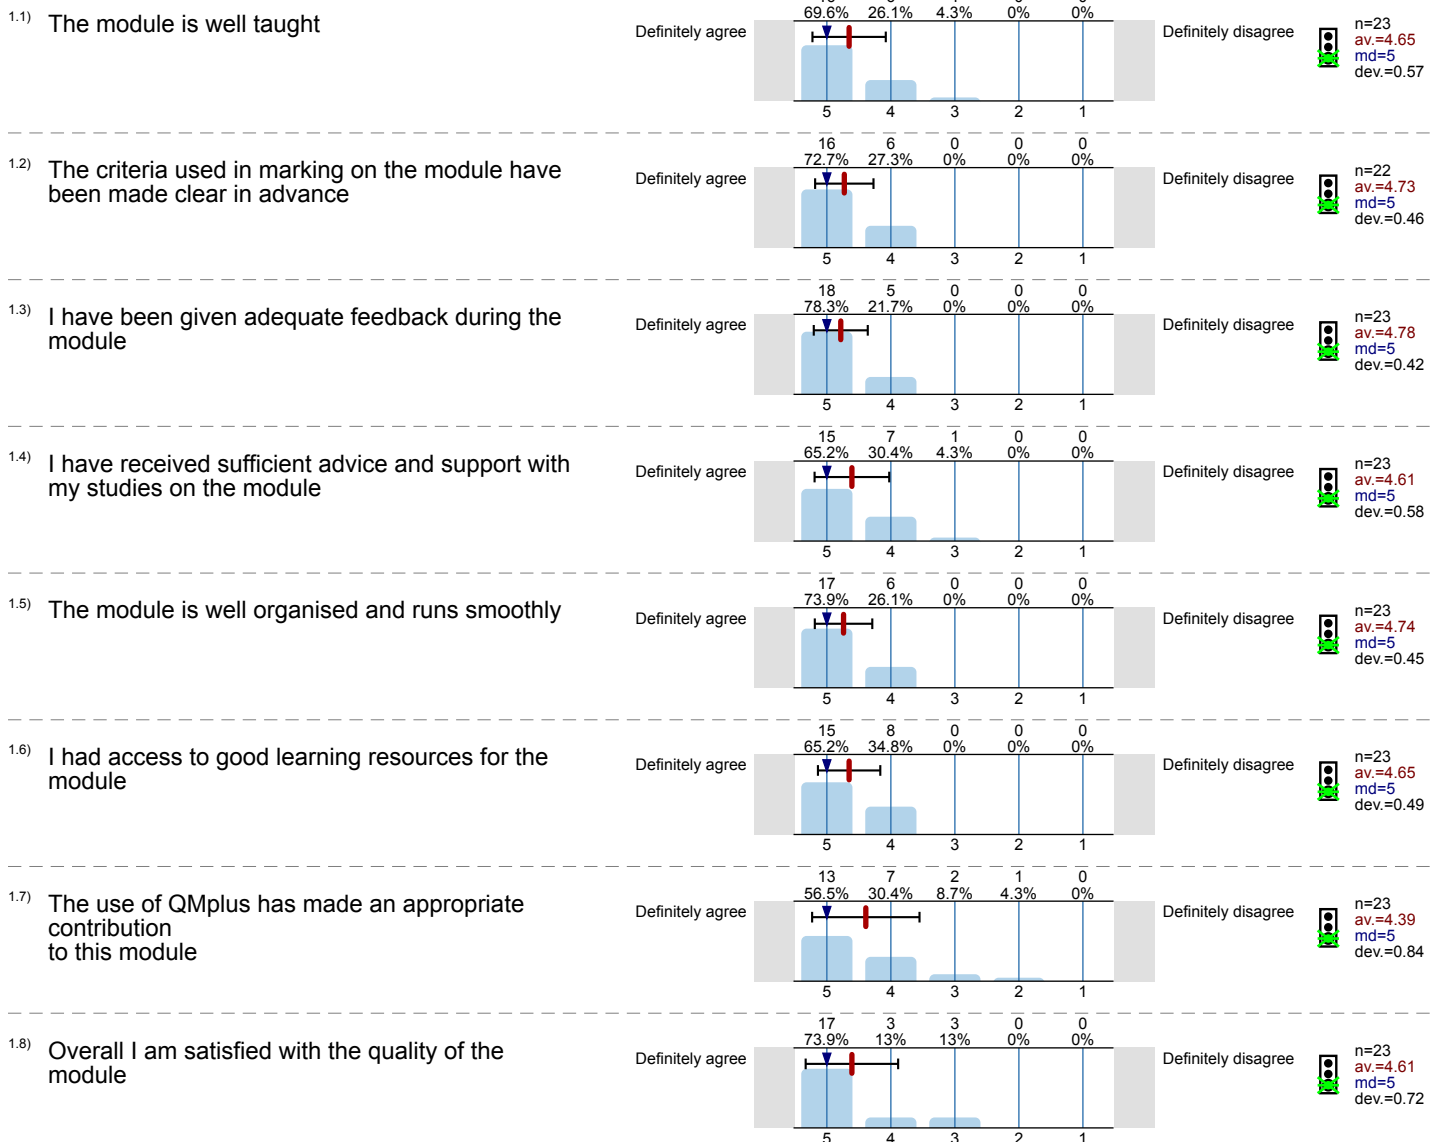 69.6% 26.1% 4.3% 0% 0%
1.1) The module is well taught
Definitely agree
Definitely disagree
n=23
av.=4.65
md=5
dev.=0.57
5 4 3 2 1
16 6 0 0 0
72.7% 27.3% 0% 0% 0%
1.2) The criteria used in marking on the module have
been made clear in advance
Definitely agree
Definitely disagree
n=22
av.=4.73
md=5
dev.=0.46
5 4 3 2 1
18 5 0 0 0
78.3% 21.7% 0% 0% 0%
1.3) I have been given adequate feedback during the
module
Definitely agree
Definitely disagree
n=23
av.=4.78
md=5
dev.=0.42
5 4 3 2 1
15 7 1 0 0
65.2% 30.4% 4.3% 0% 0%
1.4) I have received sufficient advice and support with
my studies on the module
Definitely agree
Definitely disagree
n=23
av.=4.61
md=5
dev.=0.58
5 4 3 2 1
17 6 0 0 0
73.9% 26.1% 0% 0% 0%
1.5) The module is well organised and runs smoothly
Definitely agree
Definitely disagree
n=23
av.=4.74
md=5
dev.=0.45
5 4 3 2 1
15 8 0 0 0
65.2% 34.8% 0% 0% 0%
1.6) I had access to good learning resources for the
module
Definitely agree
Definitely disagree
n=23
av.=4.65
md=5
dev.=0.49
5 4 3 2 1
13 7 2 1 0
56.5% 30.4% 8.7% 4.3% 0%
1.7) The use of QMplus has made an appropriate
contribution
to this module
Definitely agree
Definitely disagree
n=23
av.=4.39
md=5
dev.=0.84
5 4 3 2 1
17 3 3 0 0
73.9% 13% 13% 0% 0%
1.8) Overall I am satisfied with the quality of the
module
Definitely agree
Definitely disagree
n=23
av.=4.61
md=5
dev.=0.72
5 4 3 2 1